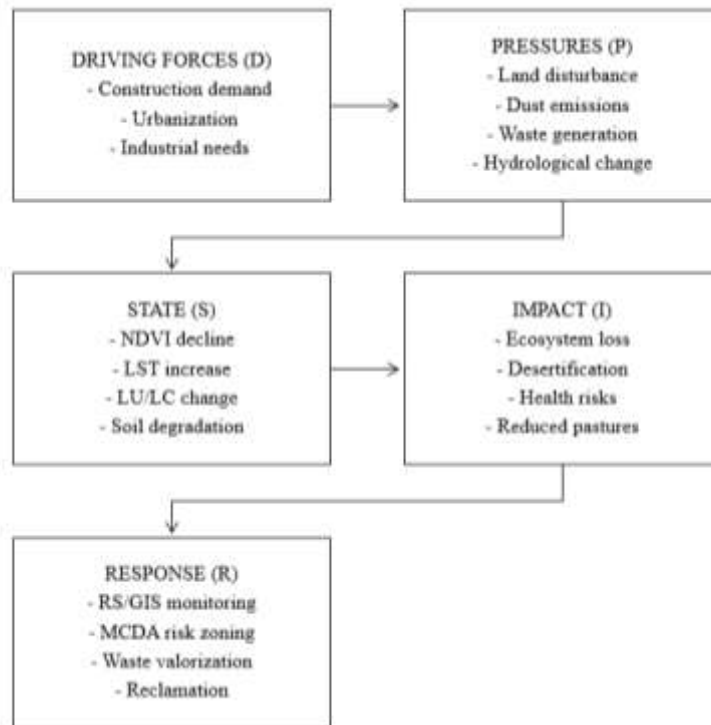 DRIVING FORCES (D)
- Construction demand
- Urbanization
- Industrial needs
PRESSURES (P)
- Land disturbance
- Dust emissions
- Waste generation
- Hydrological change
STATE (S)
- NDVI decline
- LST increase
- LU/LC change
- Soil degradation
IMPACT (I)
- Ecosystem loss
- Desertification
- Health risks
- Reduced pastures
RESPONSE (R)
- RS/GIS monitoring
- MCDA risk zoning
- Waste valorization
- Reclamation